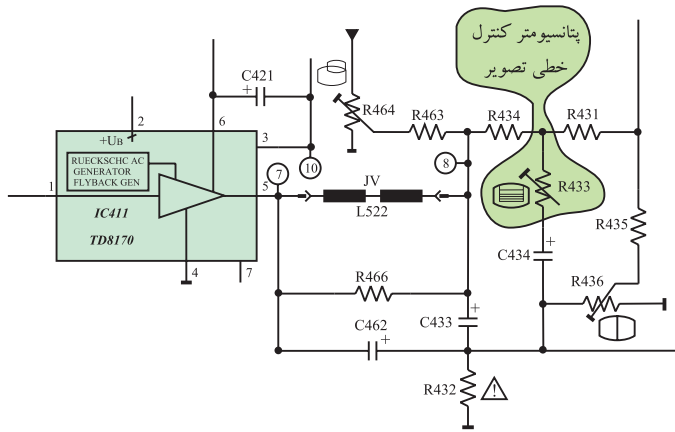 پتانسیومتر کنترل
خطی تصویر
C421
+
R464
R463
R434
R431
2
6
3
+UB
RUECKSCHC AC
GENERATOR
FLYBACK GEN
10
7
8
1
5
JV
L522
R433
IC411
TD8170
4
7
R435
C434
+
R466
R436
C462
+
C433
+
R432
!